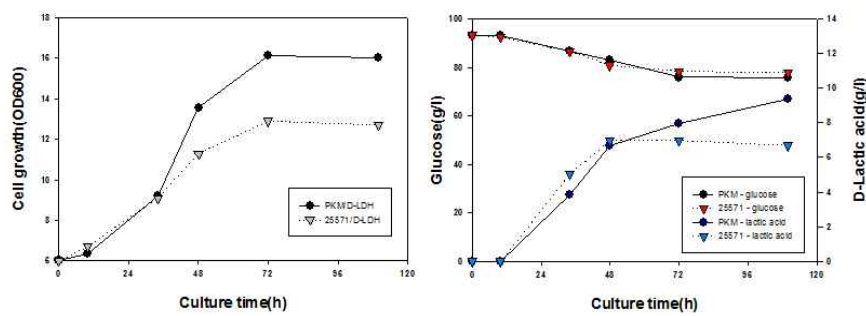 18
16
14
12
10
8
6
Cell growth(OD600)
PKM/D-LDH
25571/D-LDH
0 24 48 72 96 120
Culture time(h)
100
80
60
40
20
0
Glucose(g/l)
PKM - glucose
25571 - glucose
PKM - lactic acid
25571 - lactic acid
14
12
10
8
6
4
2
0
D-Lactic acid(g/l)
0 24 48 72 96 120
Culture time(h)